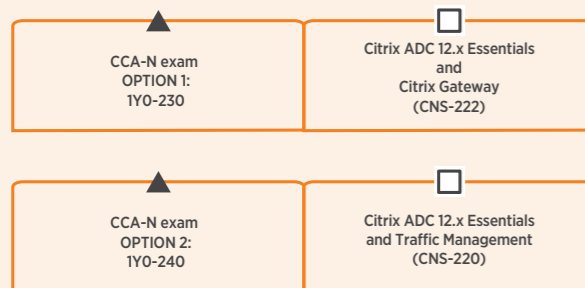 CCA-N exam
OPTION 1:
1Y0-230
Citrix ADC 12.x Essentials
and
Citrix Gateway
(CNS-222)
CCA-N exam
OPTION 2:
1Y0-240
Citrix ADC 12.x Essentials
and Traffic Management
(CNS-220)